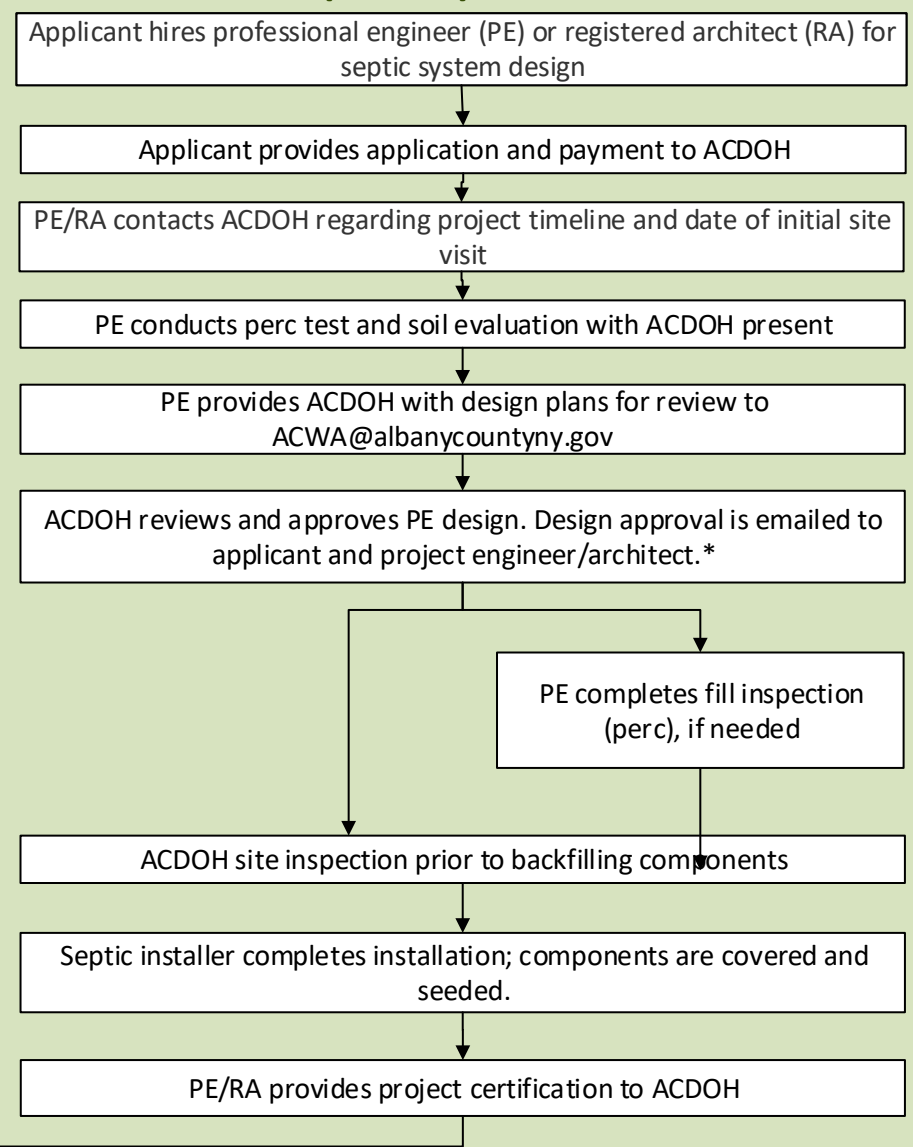 Applicant hires professional engineer (PE) or registered architect (RA) for
septic system design
Applicant provides application and payment to ACDOH
PE/RA contacts ACDOH regarding project timeline and date of initial site
visit
PE conducts perc test and soil evaluation with ACDOH present
PE provides ACDOH with design plans for review to
ACWA@albanycountyny.gov
ACDOH reviews and approves PE design. Design approval is emailed to
applicant and project engineer/architect.*
PE completes fill inspection
(perc), if needed
ACDOH site inspection prior to backfilling components
Septic installer completes installation; components are covered and
seeded.
PE/RA provides project certification to ACDOH